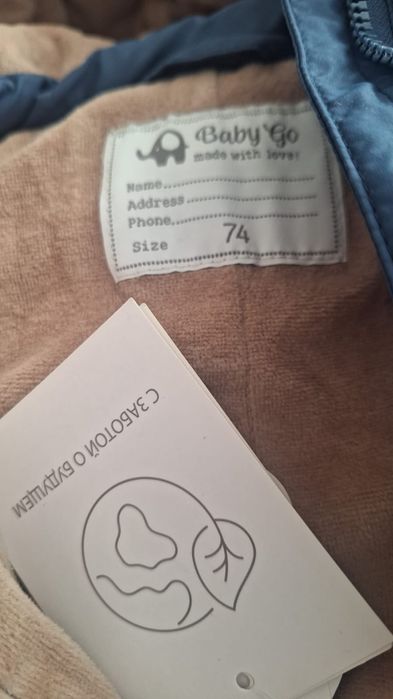 Baby Go
made with love!
Name
Address
Phone
Size 74
С ЗАБОТОЙ О БУДУЩЕМ